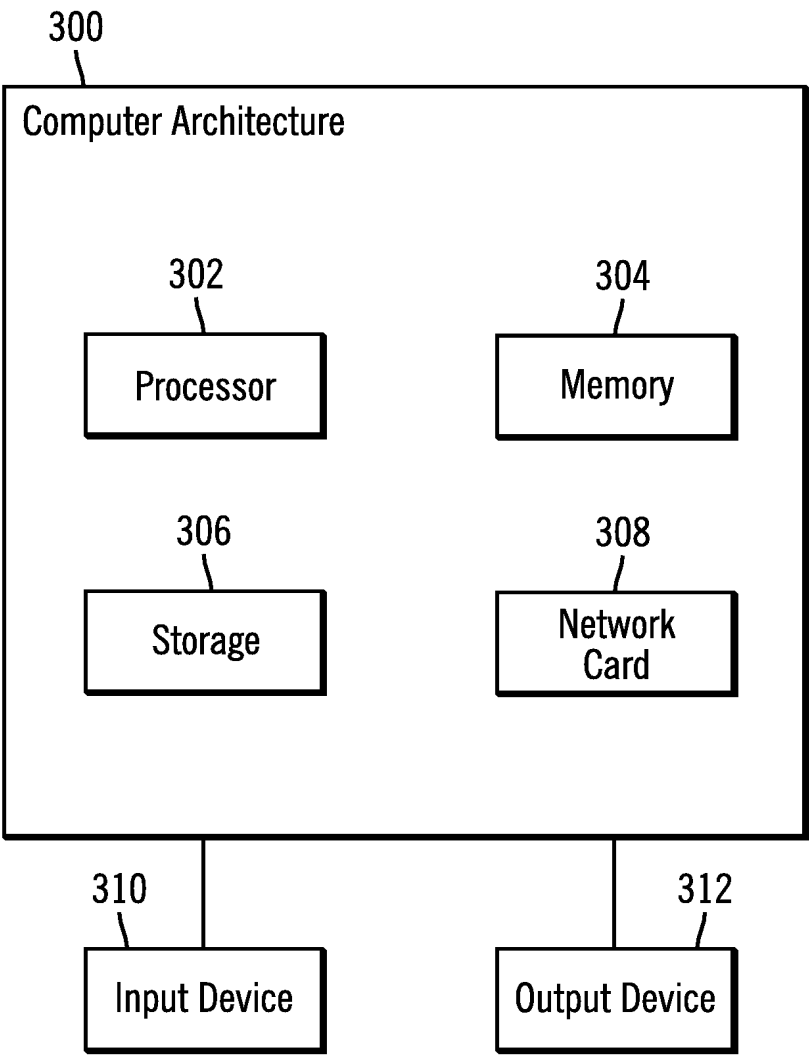 300
Computer Architecture
302
304
Processor
Memory
306
308
Storage
Network
Card
310
312
Input Device
Output Device